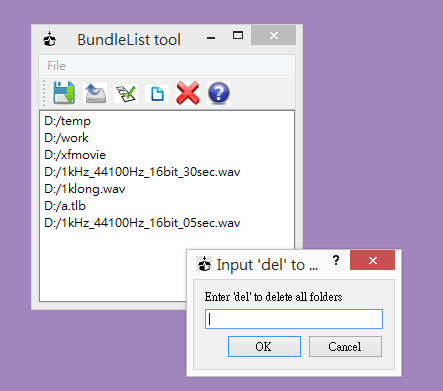 BundleList tool
File
D:/temp
D:/work
D:/xfmovie
D:/1kHz_44100Hz_16bit_30sec.wav
D:/1klong.wav
D:/a.tlb
D:/1kHz_44100Hz_16bit_05sec.wav
Input 'del' to ...
Enter 'del' to delete all folders
OK
Cancel